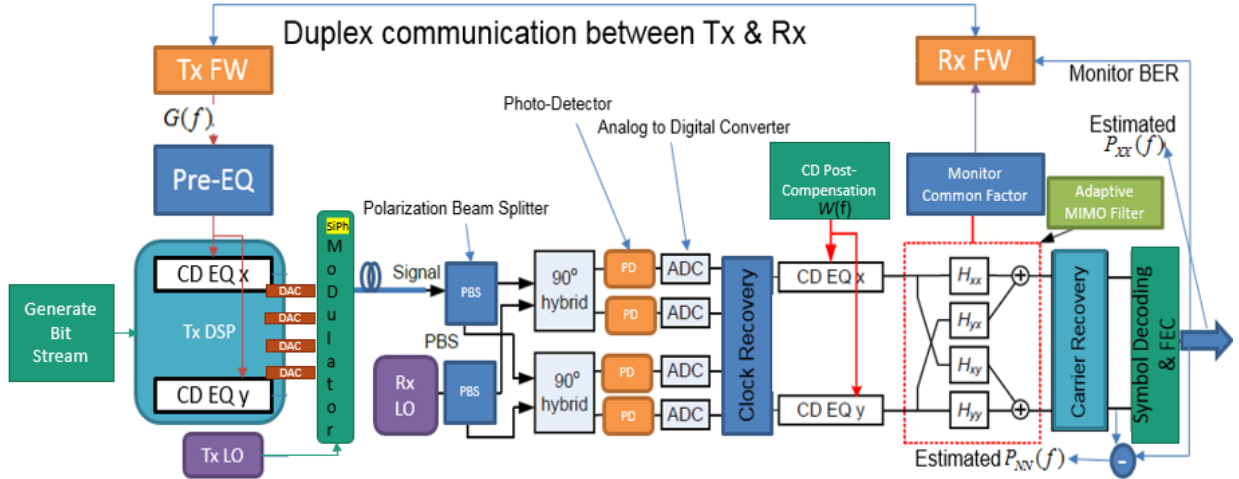 Duplex communication between Tx & Rx
Tx FW
Rx FW
Monitor BER
G(f)
Photo-Detector
Analog to Digital Converter
Estimated
P_XX(f)
Pre-EQ
CD Post-
Compensation
W(f)
Monitor
Common Factor
Adaptive
MIMO Filter
Polarization Beam Splitter
SiPh
MoDulator
CD EQ x
Signal
PBS
90° hybrid
PD
ADC
PD
ADC
Clock Recovery
CD EQ x
H_xx
H_yx
H_xy
H_yy
Carrier Recovery
Symbol Decoding
& FEC
Generate
Bit
Stream
DAC
DAC
DAC
DAC
Tx DSP
CD EQ y
PBS
Rx
LO
PBS
90°
hybrid
PD
ADC
PD
ADC
CD EQ y
Tx LO
Estimated P_NN(f)
-